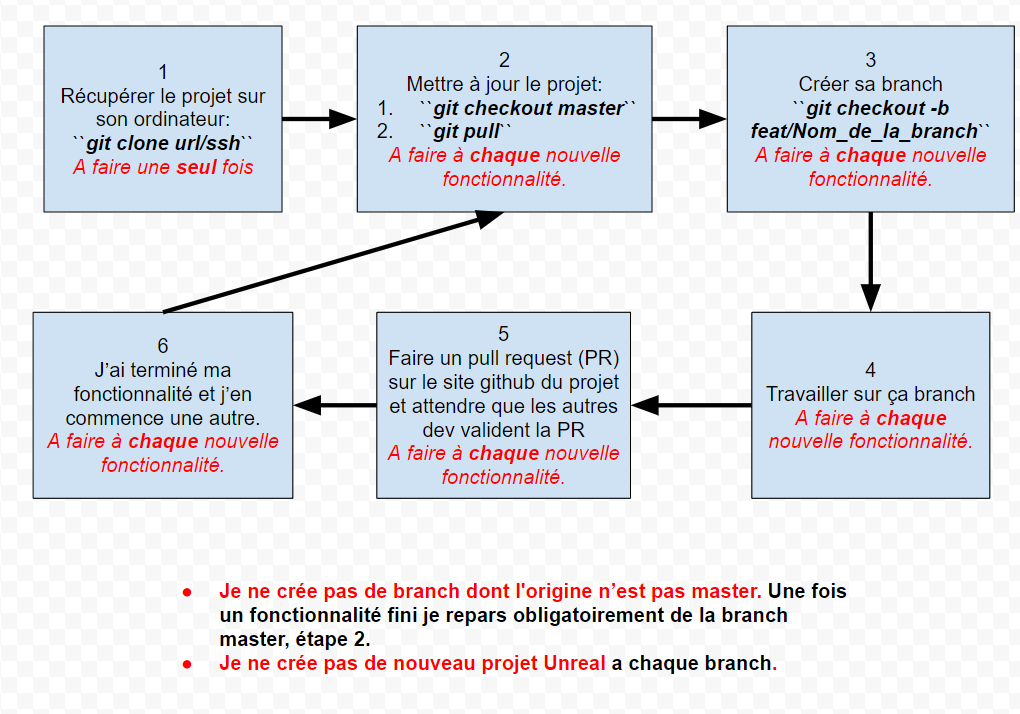 1
Récupérer le projet sur
son ordinateur:
``git clone url/ssh``
A faire une seul fois
2
Mettre à jour le projet:
1. ``git checkout master``
2. ``git pull``
A faire à chaque nouvelle
fonctionnalité.
3
Créer sa branch
``git checkout -b
feat/Nom_de_la_branch``
A faire à chaque nouvelle
fonctionnalité.
4
Travailler sur ça branch
A faire à chaque
nouvelle fonctionnalité.
5
Faire un pull request (PR)
sur le site github du projet
et attendre que les autres
dev valident la PR
A faire à chaque nouvelle
fonctionnalité.
6
J’ai terminé ma
fonctionnalité et j’en
commence une autre.
A faire à chaque nouvelle
fonctionnalité.
● Je ne crée pas de branch dont l'origine n’est pas master. Une fois
un fonctionnalité fini je repars obligatoirement de la branch
master, étape 2.
● Je ne crée pas de nouveau projet Unreal a chaque branch.